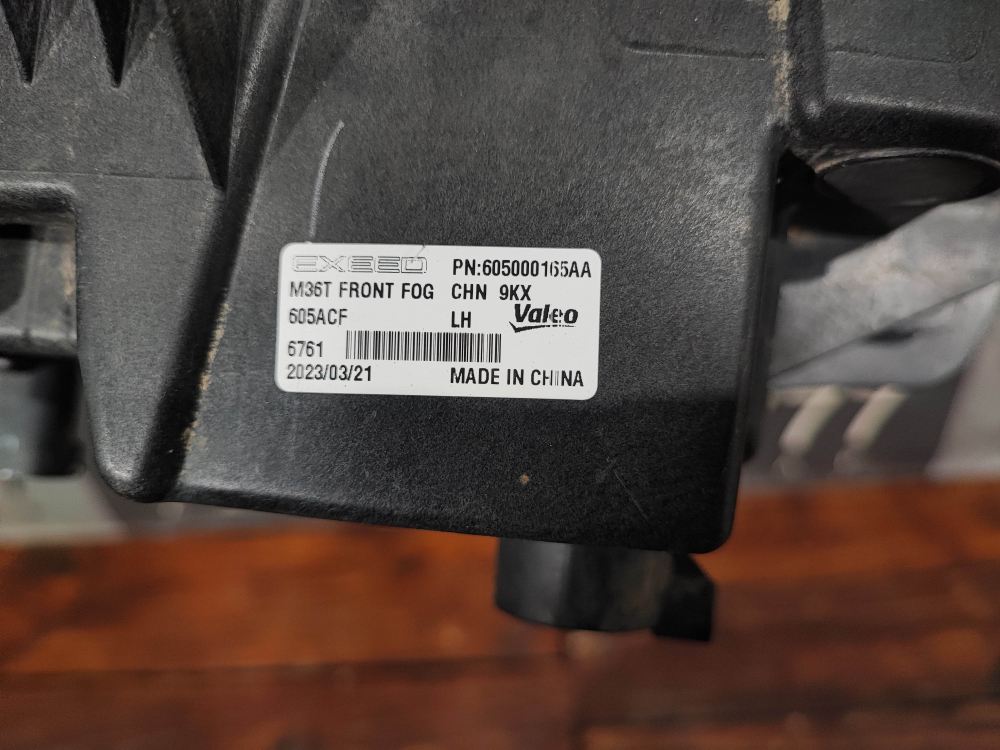 EXEED PN:605000165AA
M36T FRONT FOG CHN 9KX
605ACF LH Valeo
6761
2023/03/21 MADE IN CHINA